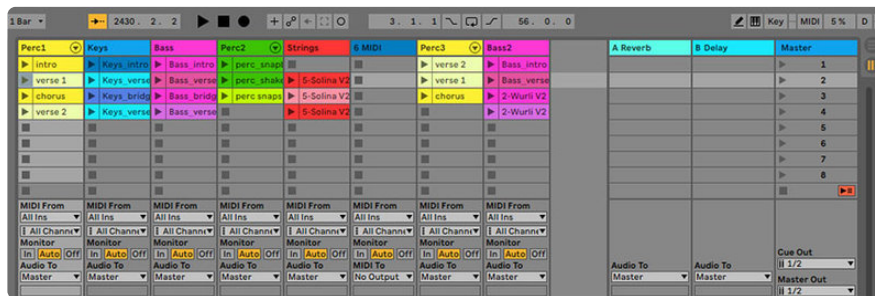 1 Bar 2430 . 2 . 2 3 . 1 . 1 56 . 0 . 0 Key MIDI 5 % D
Perc1 Keys Bass Perc2 Strings 6 MIDI Perc3 Bass2 A Reverb B Delay Master
intro Keys_intro Bass_intro perc_snap verse 2 Bass_intro 1
verse 1 Keys_verse Bass_verse perc_shake 5-Solina V2 verse 1 Bass_verse 2
chorus Keys_bridg Bass_bridg perc snaps 5-Solina V2 chorus 2-Wurli V2 3
verse 2 Keys_verse Bass_verse 5-Solina V2 2-Wurli V2 4
5
6
7
8
MIDI From MIDI From MIDI From MIDI From MIDI From MIDI From MIDI From MIDI From
All Ins All Ins All Ins All Ins All Ins All Ins All Ins All Ins
All Channe All Channe All Channe All Channe All Channe All Channe All Channe All Channe
Monitor Monitor Monitor Monitor Monitor Monitor Monitor Monitor
In Auto Off In Auto Off In Auto Off In Auto Off In Auto Off In Auto Off In Auto Off In Auto Off Cue Out
Audio To Audio To Audio To Audio To Audio To MIDI To Audio To Audio To Audio To Audio To 1/2
Master Master Master Master Master No Output Master Master Master Master Master Out
1/2